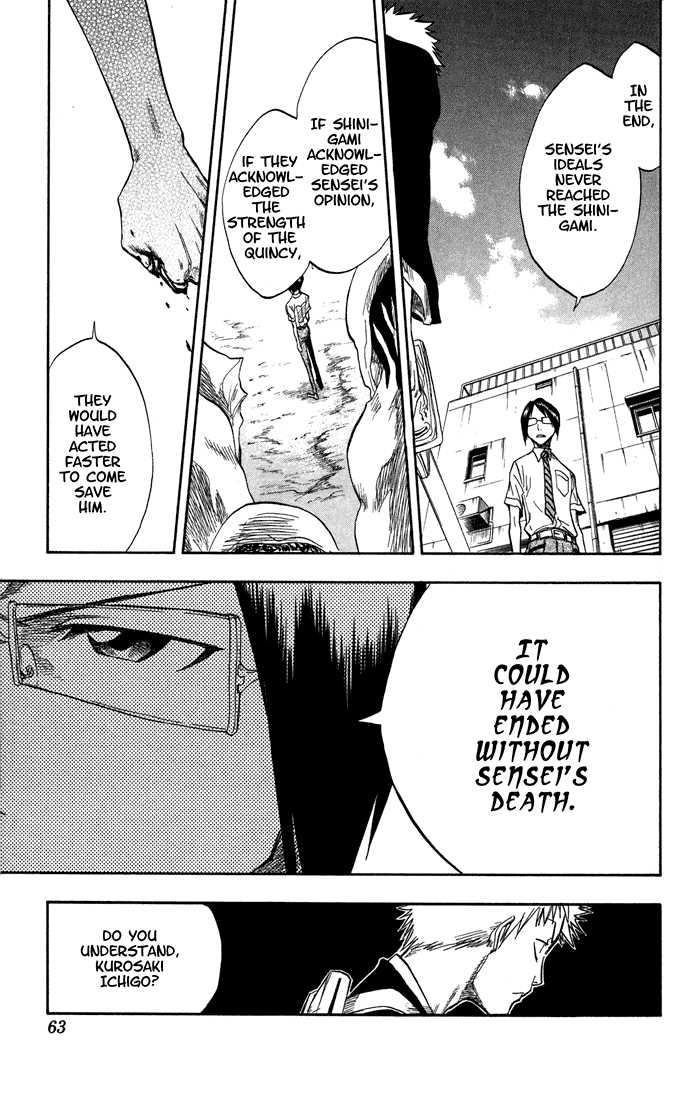 IN
THE
END,
SENSEI'S
IDEALS
NEVER
REACHED
THE SHINI-
GAMI.
IF SHINI-
GAMI
ACKNOWL-
EDGED
SENSEI'S
OPINION,
IF THEY
ACKNOWL-
EDGED
THE
STRENGTH
OF THE
QUINCY,
THEY
WOULD
HAVE
ACTED
FASTER
TO COME
SAVE
HIM.
IT
COULD
HAVE
ENDED
WITHOUT
SENSEI'S
DEATH.
DO YOU
UNDERSTAND,
KUROSAKI
ICHIGO?
63